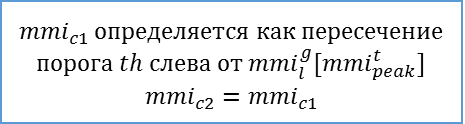 mmi_{c1} определяется как пересечение
порога th слева от mmi_l^g[mmi_{peak}^t]
mmi_{c2} = mmi_{c1}